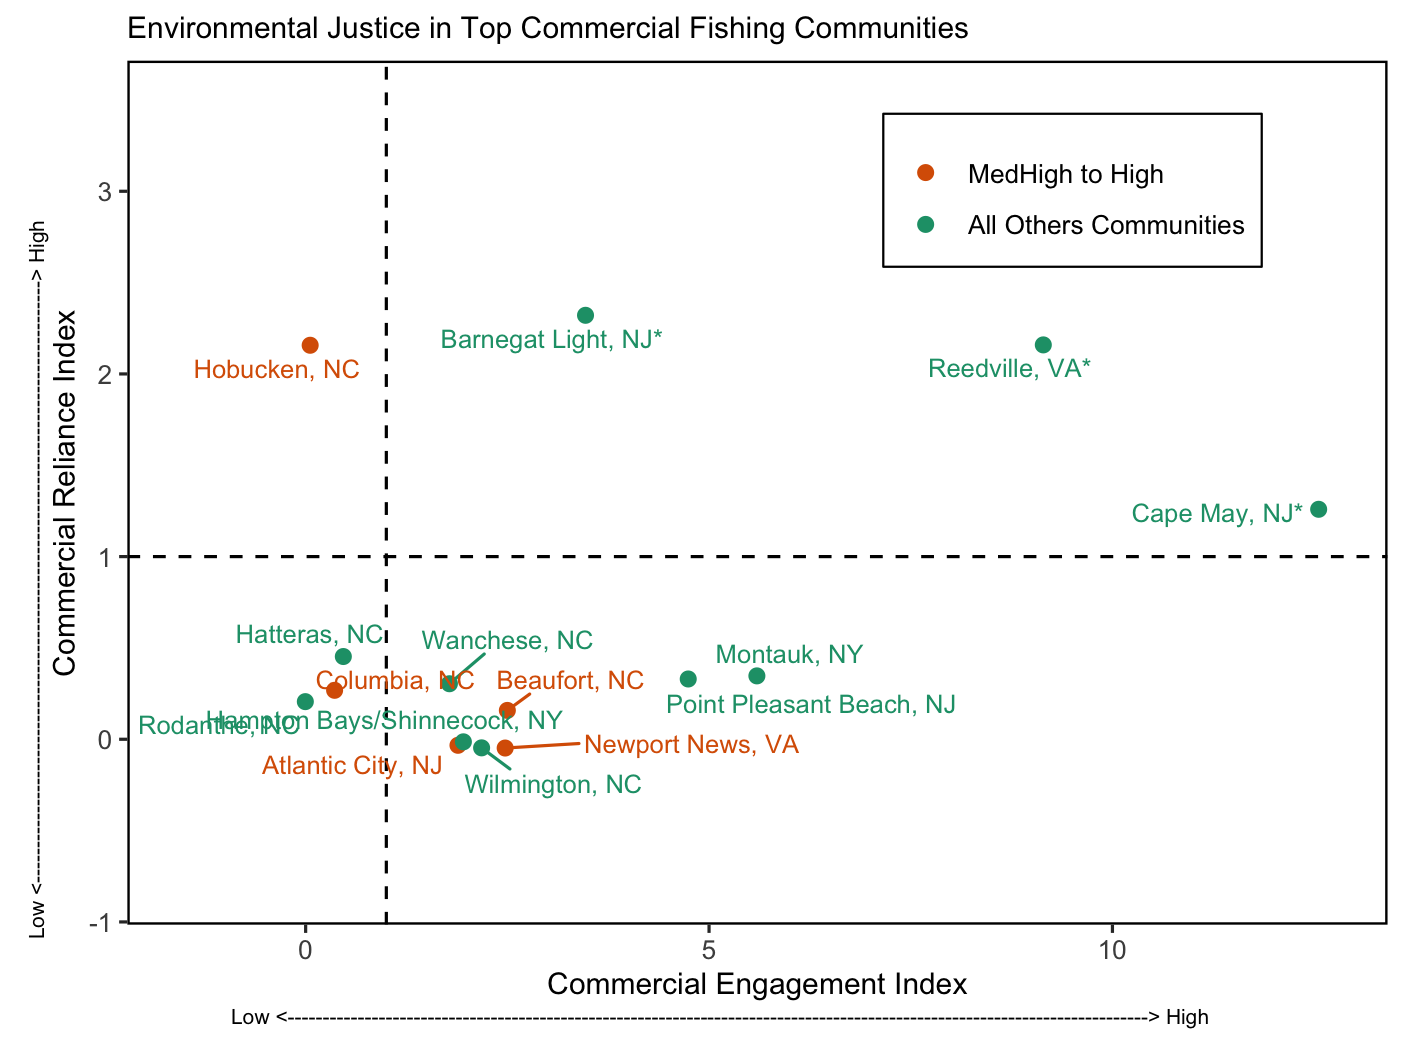 Environmental Justice in Top Commercial Fishing Communities
MedHigh to High
All Others Communities
3
2
1
0
-1
Commercial Reliance Index
Low <----------------------------------------------------------------> High
Barnegat Light, NJ*
Hobucken, NC
Reedville, VA*
Cape May, NJ*
Hatteras, NC
Wanchese, NC
Montauk, NY
Columbia, NC
Beaufort, NC
Point Pleasant Beach, NJ
Hampton Bays/Shinnecock, NY
Rodanthe, NC
Newport News, VA
Atlantic City, NJ
Wilmington, NC
0
5
10
Commercial Engagement Index
Low <----------------------------------------------------------------> High